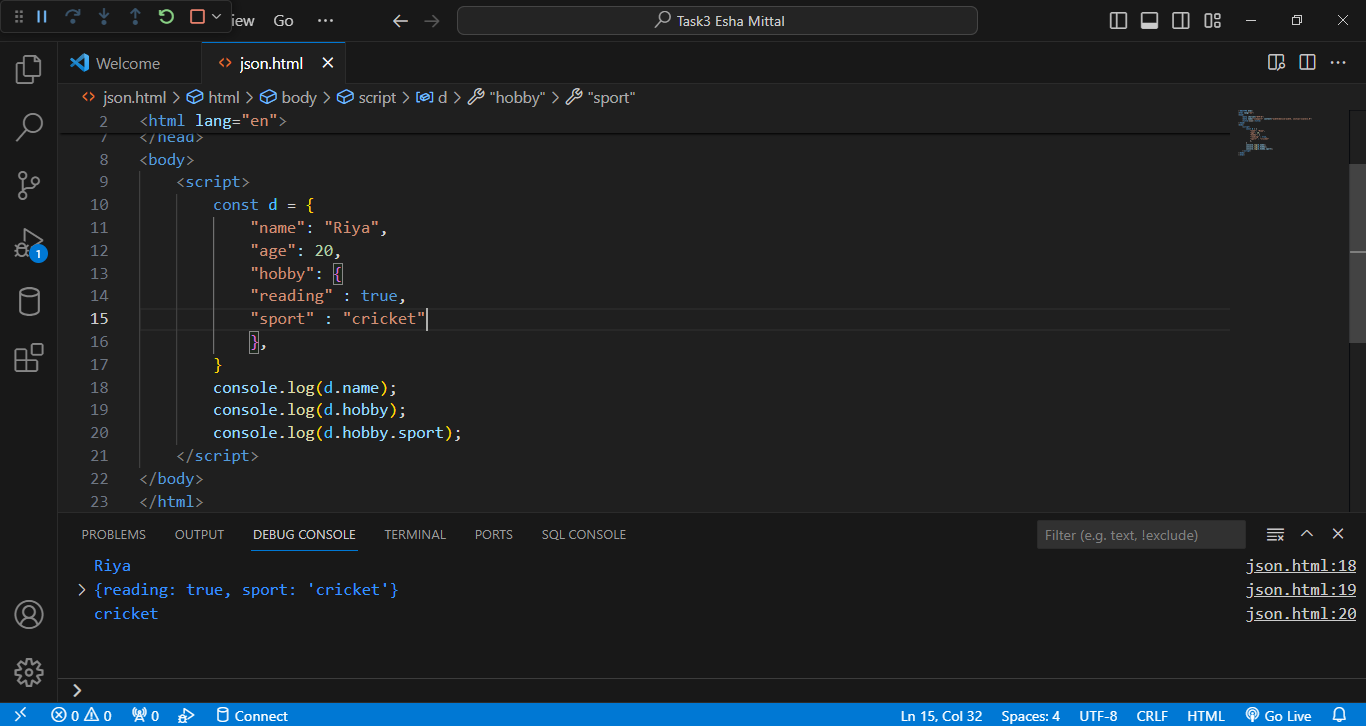 iew Go ··· Task3 Esha Mittal
Welcome json.html
json.html > html > body > script > d > "hobby" > "sport"
2 <html lang="en">
7 </head>
8 <body>
9 <script>
10 const d = {
11 "name": "Riya",
12 "age": 20,
13 "hobby": {
14 "reading" : true,
15 "sport" : "cricket"
16 },
17 }
18 console.log(d.name);
19 console.log(d.hobby);
20 console.log(d.hobby.sport);
21 </script>
22 </body>
23 </html>
PROBLEMS OUTPUT DEBUG CONSOLE TERMINAL PORTS SQL CONSOLE Filter (e.g. text, !exclude)
Riya json.html:18
> {reading: true, sport: 'cricket'} json.html:19
cricket json.html:20
>
1
0 0 0 Connect Ln 15, Col 32 Spaces: 4 UTF-8 CRLF HTML Go Live